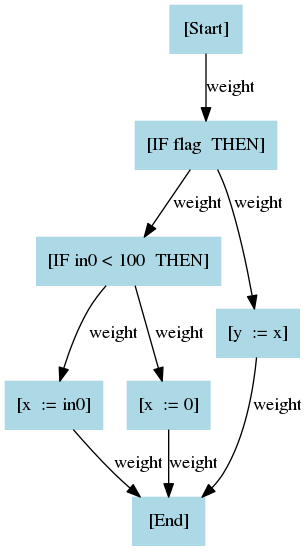 [Start]
weight
[IF flag  THEN]
weight
weight
[IF in0 < 100  THEN]
[y  := x]
weight
weight
[x  := in0]
[x  := 0]
weight
weight
weight
[End]